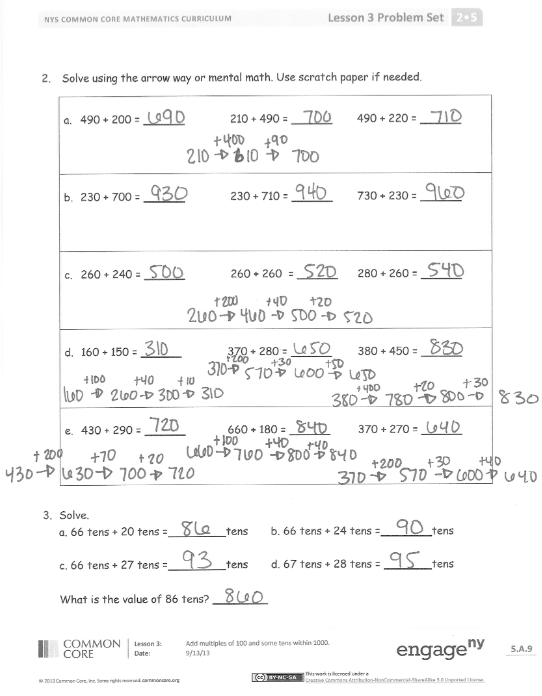 NYS COMMON CORE MATHEMATICS CURRICULUM Lesson 3 Problem Set 2•5
2. Solve using the arrow way or mental math. Use scratch paper if needed.
a. 490 + 200 = 690 210 + 490 = 700 490 + 220 = 710
+400 +90
210 → 610 → 700
b. 230 + 700 = 930 230 + 710 = 940 730 + 230 = 960
c. 260 + 240 = 500 260 + 260 = 520 280 + 260 = 540
+200 +40 +20
260 → 460 → 500 → 520
d. 160 + 150 = 310 370 + 280 = 650 380 + 450 = 830
+200 +30 +50
370 → 570 → 600 → 650
+100 +40 +10
160 → 260 → 300 → 310
+400 +20 +30
380 → 780 → 800 → 830
e. 430 + 290 = 720 660 + 180 = 840 370 + 270 = 640
+100 +40 +40
660 → 760 → 800 → 840
+200 +70 +20
430 → 630 → 700 → 720
+200 +30 +40
370 → 570 → 600 → 640
3. Solve.
a. 66 tens + 20 tens = 86 tens b. 66 tens + 24 tens = 90 tens
c. 66 tens + 27 tens = 93 tens d. 67 tens + 28 tens = 95 tens
What is the value of 86 tens? 860
COMMON CORE
Lesson 3: Add multiples of 100 and some tens within 1000.
Date: 9/13/13
engage ny
5.A.9
© 2013 Common Core, Inc. Some rights reserved. commoncore.org
CC BY-NC-SA
This work is licensed under a
Creative Commons Attribution-NonCommercial-ShareAlike 3.0 Unported License.